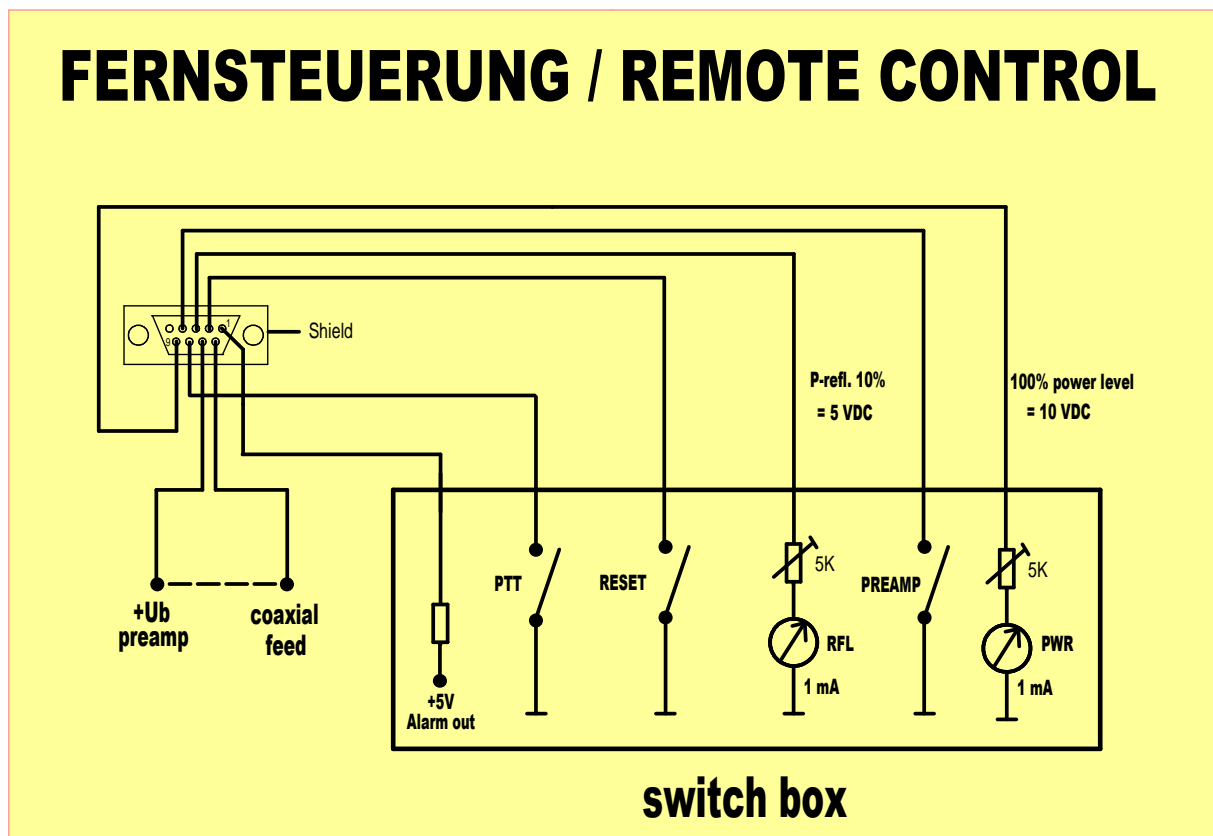 FERNSTEUERUNG / REMOTE CONTROL
1
9
Shield
P-refl. 10%
= 5 VDC
100% power level
= 10 VDC
+Ub
preamp
coaxial
feed
PTT
RESET
5K
PREAMP
5K
RFL
PWR
1 mA
1 mA
+5V
Alarm out
switch box